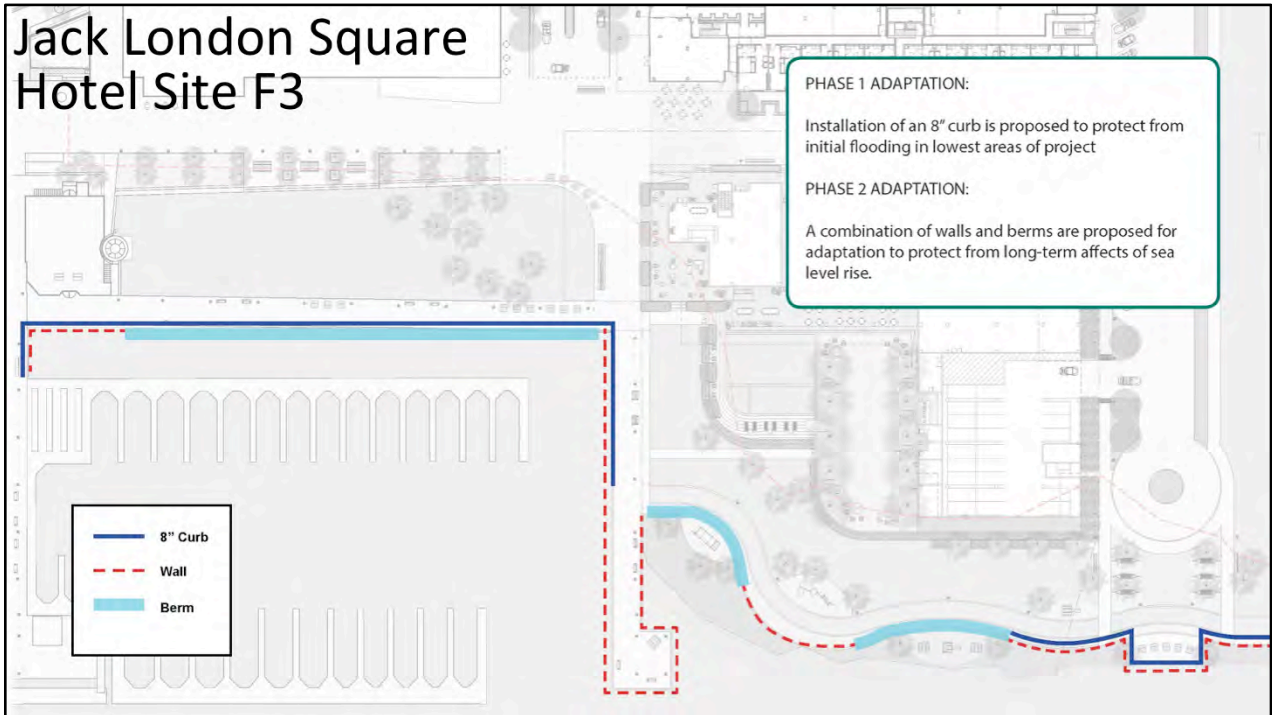 Jack London Square
Hotel Site F3
PHASE 1 ADAPTATION:
Installation of an 8" curb is proposed to protect from
initial flooding in lowest areas of project
PHASE 2 ADAPTATION:
A combination of walls and berms are proposed for
adaptation to protect from long-term affects of sea
level rise.
8" Curb
Wall
Berm